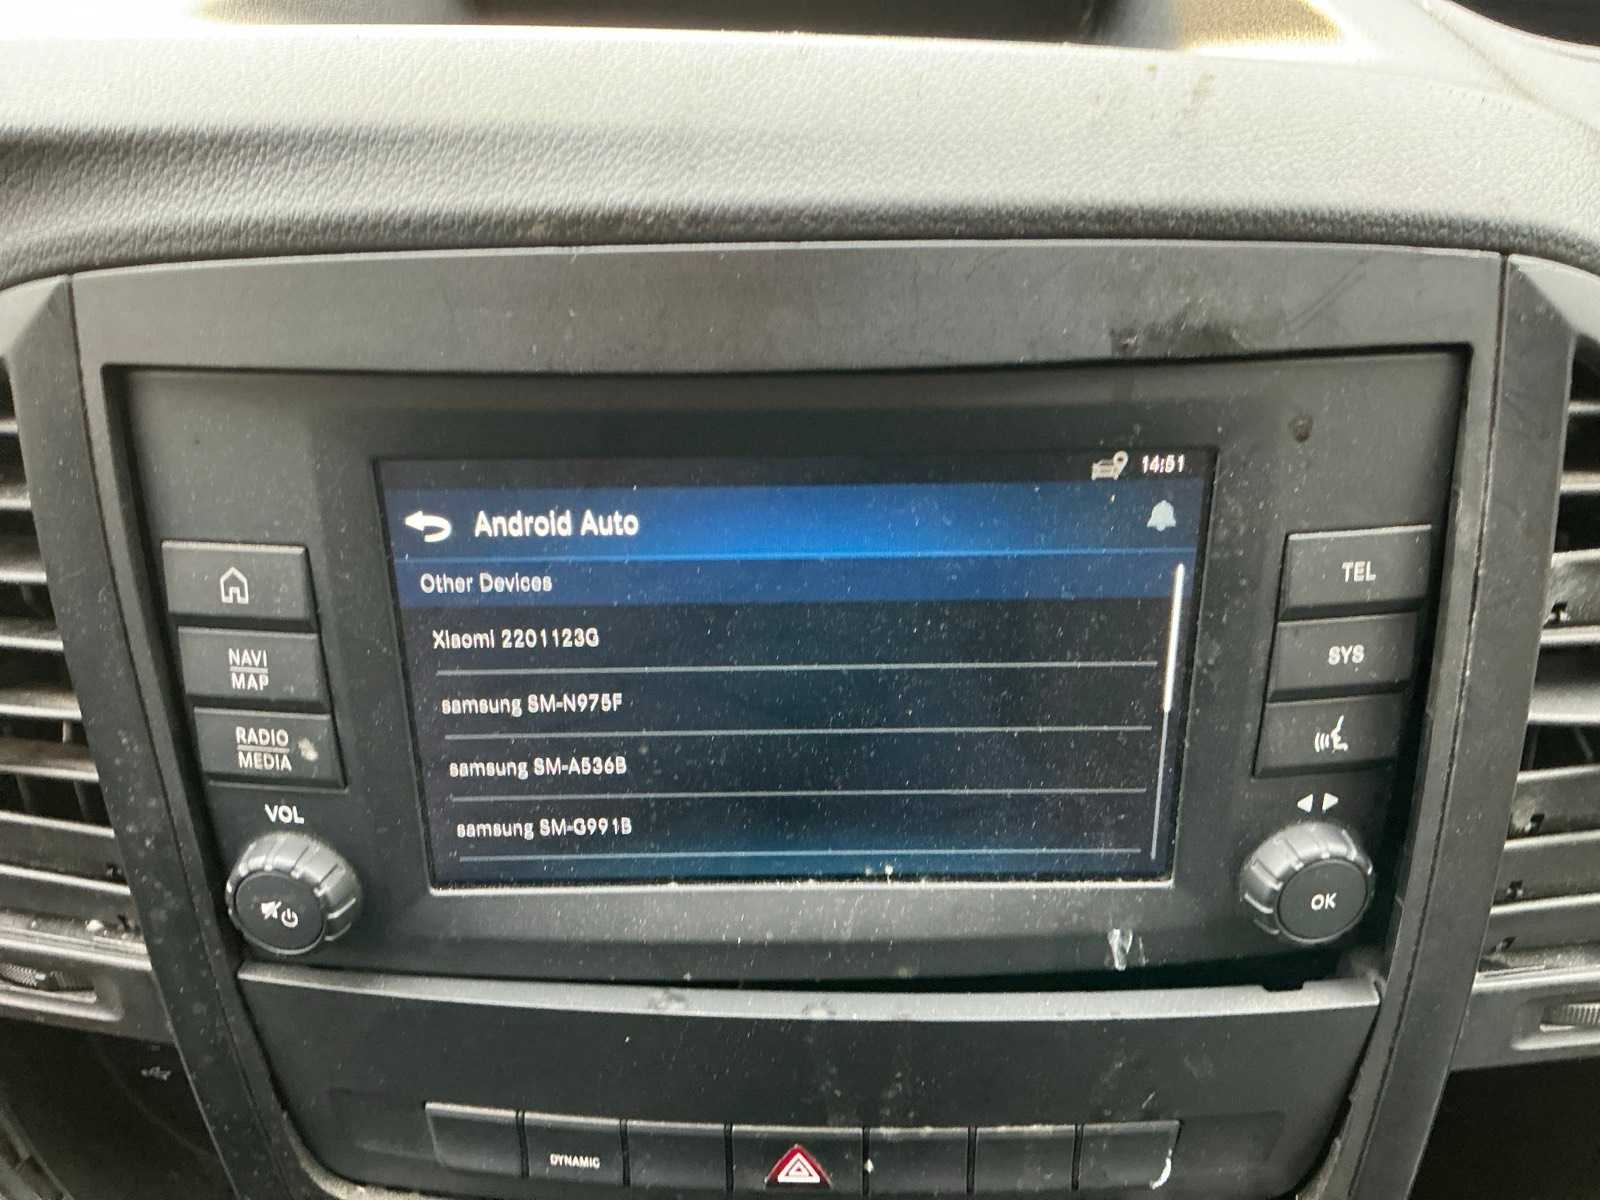 14:51
Android Auto
Other Devices
Xiaomi 2201123G
samsung SM-N975F
samsung SM-A536B
samsung SM-G991B
NAVI
MAP
RADIO
MEDIA
VOL
TEL
SYS
OK
DYNAMIC